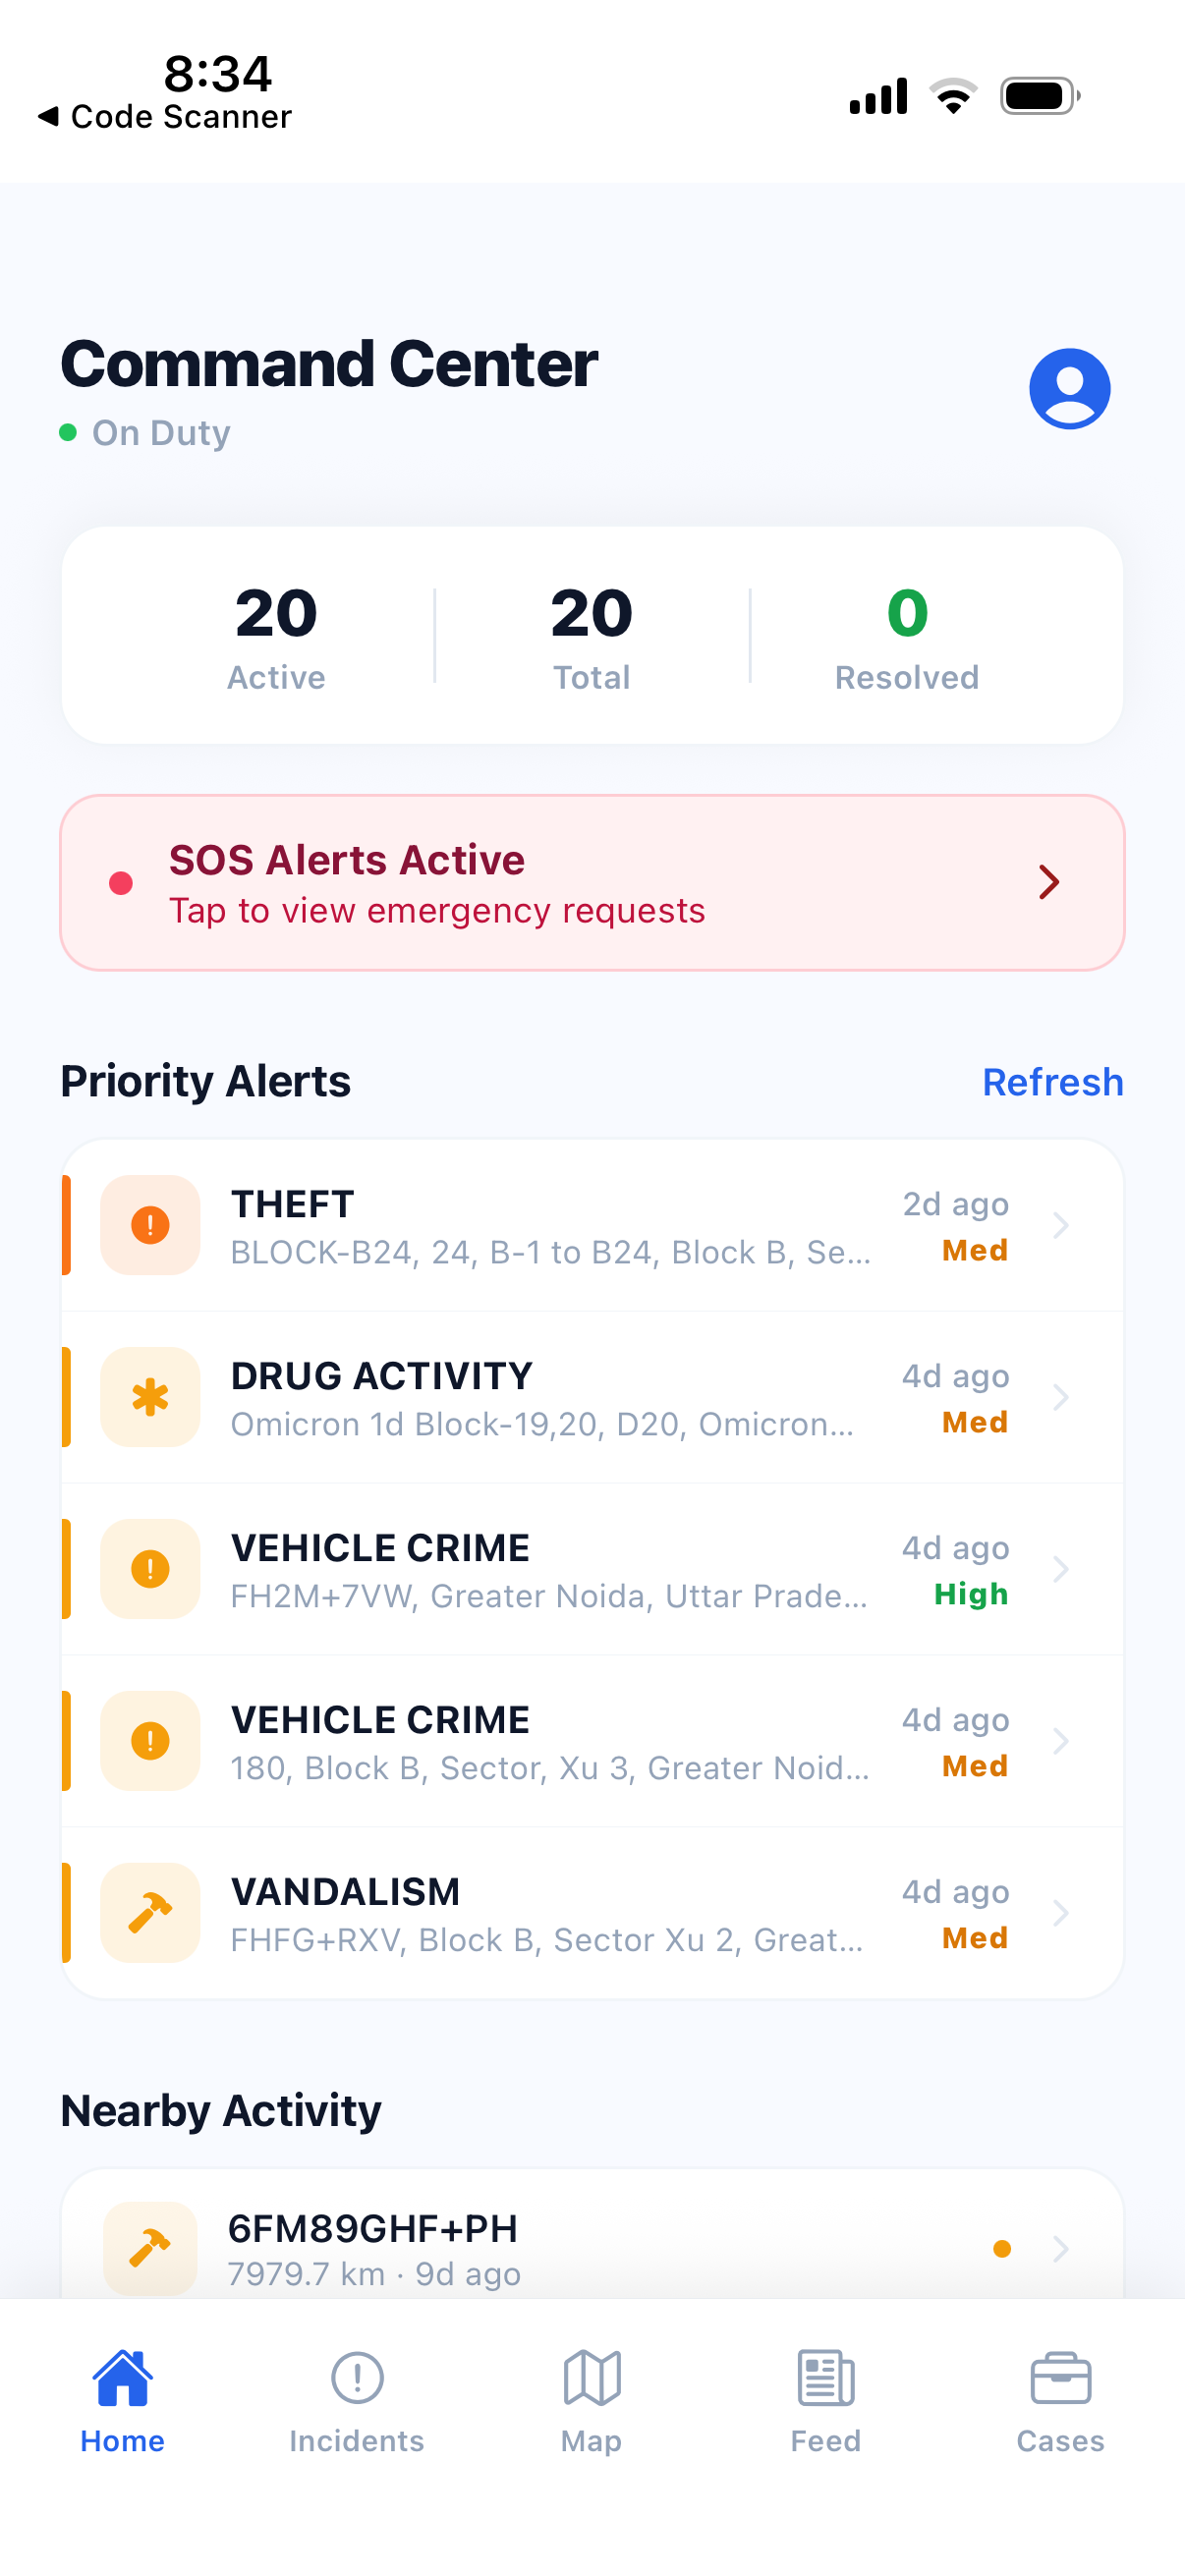 8:34
◀ Code Scanner
Command Center
On Duty
20
Active
20
Total
0
Resolved
SOS Alerts Active
Tap to view emergency requests
Priority Alerts
Refresh
THEFT
2d ago
BLOCK-B24, 24, B-1 to B24, Block B, Se...
Med
DRUG ACTIVITY
4d ago
Omicron 1d Block-19,20, D20, Omicron...
Med
VEHICLE CRIME
4d ago
FH2M+7VW, Greater Noida, Uttar Prade...
High
VEHICLE CRIME
4d ago
180, Block B, Sector, Xu 3, Greater Noid...
Med
VANDALISM
4d ago
FHFG+RXV, Block B, Sector Xu 2, Great...
Med
Nearby Activity
6FM89GHF+PH
7979.7 km · 9d ago
Home
Incidents
Map
Feed
Cases